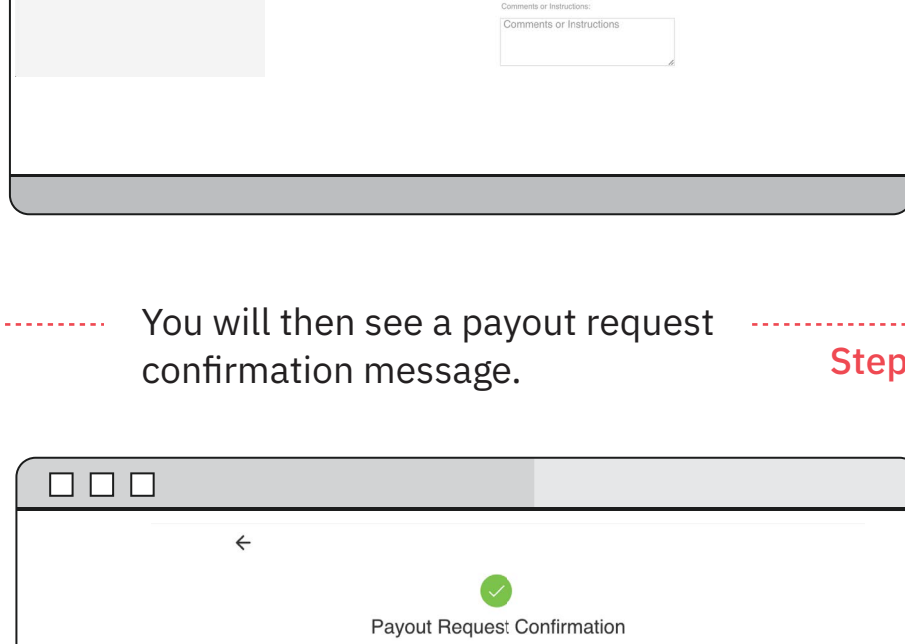 Comments or Instructions:
Comments or Instructions
You will then see a payout request
confirmation message.
Step
Payout Request Confirmation